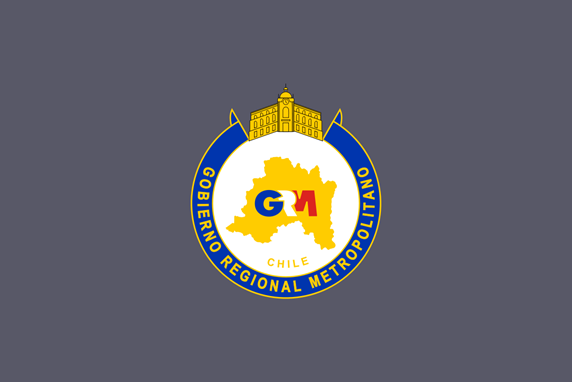 GOBIERNO REGIONAL METROPOLITANO
GRM
CHILE